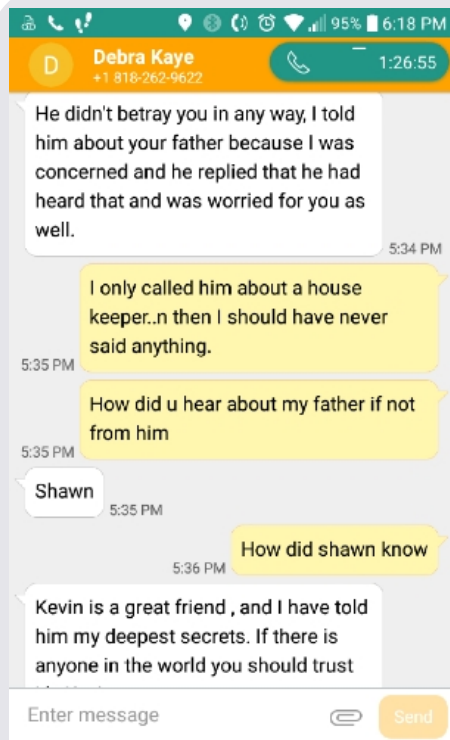 95% 6:18 PM
D
Debra Kaye
+1 818-262-9622
1:26:55
He didn't betray you in any way, I told
him about your father because I was
concerned and he replied that he had
heard that and was worried for you as
well.
5:34 PM
I only called him about a house
keeper..n then I should have never
said anything.
5:35 PM
How did u hear about my father if not
from him
5:35 PM
Shawn
5:35 PM
How did shawn know
5:36 PM
Kevin is a great friend , and I have told
him my deepest secrets. If there is
anyone in the world you should trust
Enter message
Send